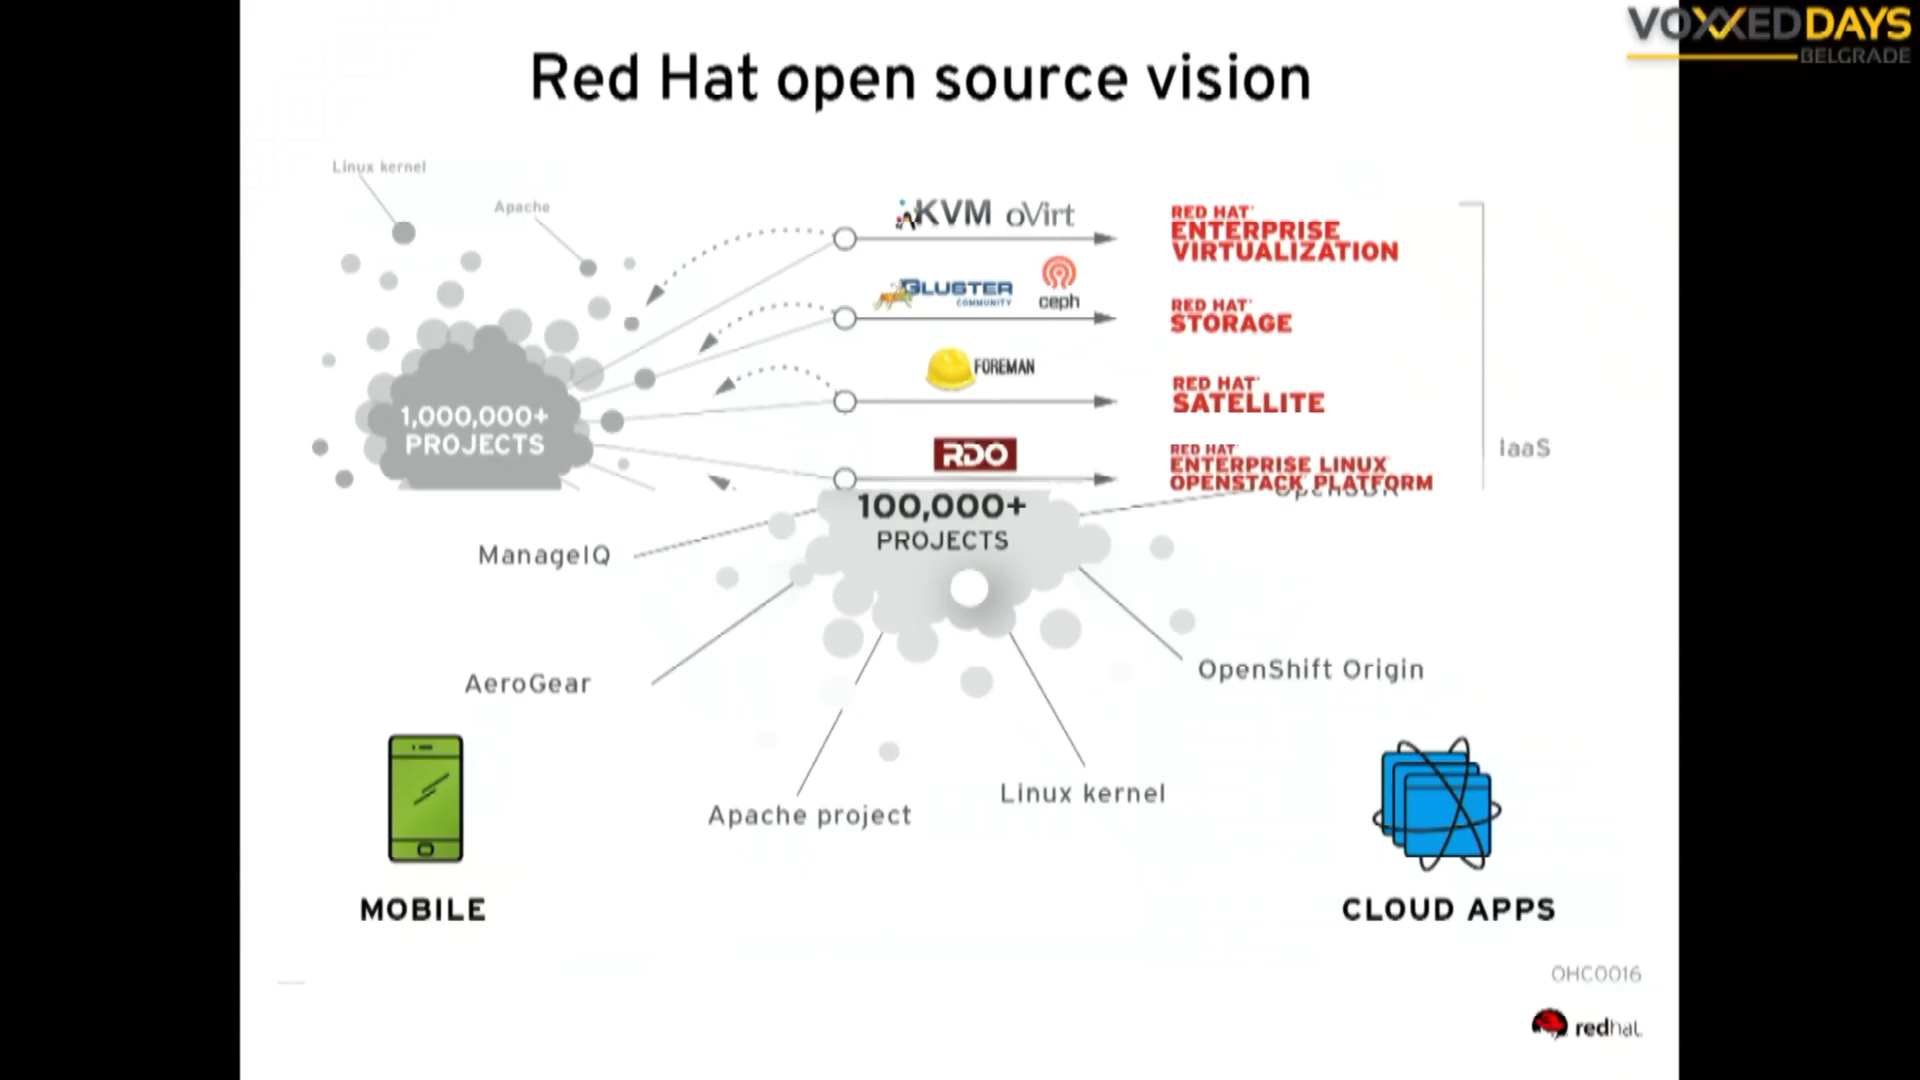 VOXXED DAYS
BELGRADE
Red Hat open source vision
Linux kernel
Apache
KVM oVirt
RED HAT
ENTERPRISE
VIRTUALIZATION
GLUSTER
COMMUNITY
ceph
RED HAT
STORAGE
FOREMAN
RED HAT
SATELLITE
1,000,000+
PROJECTS
RDO
RED HAT
ENTERPRISE LINUX
OPENSTACK PLATFORM
IaaS
100,000+
PROJECTS
ManageIQ
AeroGear
OpenShift Origin
Apache project
Linux kernel
MOBILE
CLOUD APPS
OHC0016
redhat